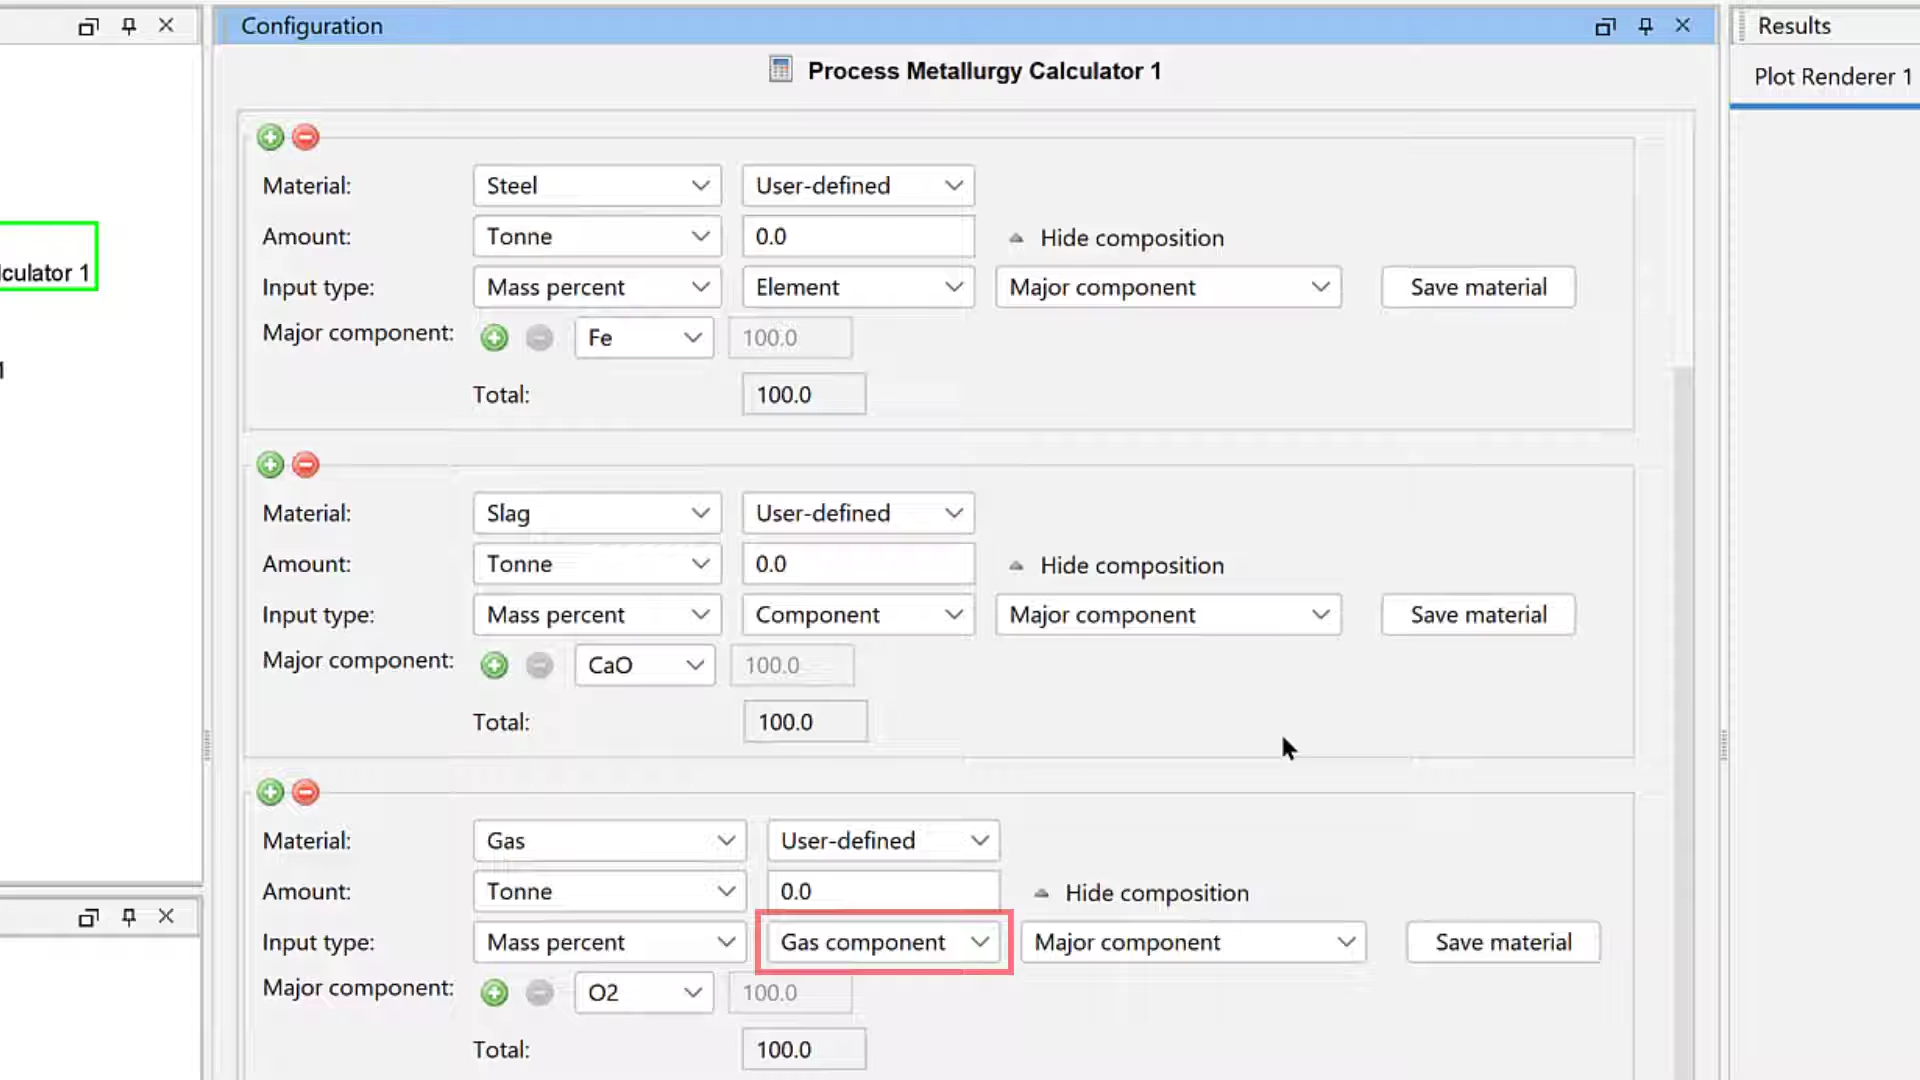 Configuration
Results
Process Metallurgy Calculator 1
Plot Renderer 1
Material: Steel User-defined
Amount: Tonne 0.0 Hide composition
lculator 1
Input type: Mass percent Element Major component Save material
Major component: Fe 100.0
Total: 100.0
Material: Slag User-defined
Amount: Tonne 0.0 Hide composition
Input type: Mass percent Component Major component Save material
Major component: CaO 100.0
Total: 100.0
Material: Gas User-defined
Amount: Tonne 0.0 Hide composition
Input type: Mass percent Gas component Major component Save material
Major component: O2 100.0
Total: 100.0